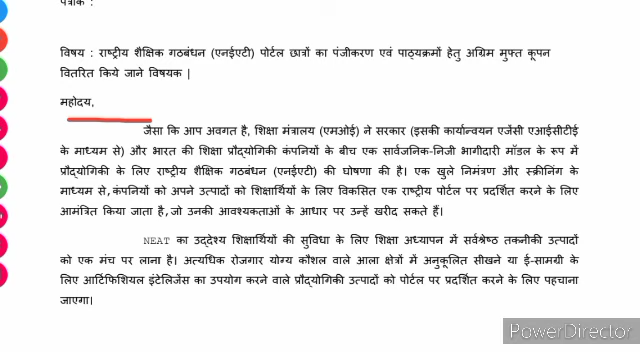 पत्रांक :
विषय : राष्ट्रीय शैक्षिक गठबंधन (एनईएटी) पोर्टल छात्रों का पंजीकरण एवं पाठ्यक्रमों हेतु अग्रिम मुफ्त कूपन
वितरित किये जाने विषयक |
महोदय,
जैसा कि आप अवगत है, शिक्षा मंत्रालय (एमओई) ने सरकार (इसकी कार्यान्वयन एजेंसी एआईसीटीई
के माध्यम से) और भारत की शिक्षा प्रौद्योगिकी कंपनियों के बीच एक सार्वजनिक-निजी भागीदारी मॉडल के रूप में
प्रौद्योगिकी के लिए राष्ट्रीय शैक्षिक गठबंधन (एनईएटी) की घोषणा की है। एक खुले निमंत्रण और स्क्रीनिंग के
माध्यम से, कंपनियों को अपने उत्पादों को शिक्षार्थियों के लिए विकसित एक राष्ट्रीय पोर्टल पर प्रदर्शित करने के लिए
आमंत्रित किया जाता है, जो उनकी आवश्यकताओं के आधार पर उन्हें खरीद सकते हैं।
NEAT का उद्देश्य शिक्षार्थियों की सुविधा के लिए शिक्षा अध्यापन में सर्वश्रेष्ठ तकनीकी उत्पादों
को एक मंच पर लाना है। अत्यधिक रोजगार योग्य कौशल वाले आला क्षेत्रों में अनुकूलित सीखने या ई-सामग्री के
लिए आर्टिफिशियल इंटेलिजेंस का उपयोग करने वाले प्रौद्योगिकी उत्पादों को पोर्टल पर प्रदर्शित करने के लिए पहचाना
जाएगा।
PowerDirector